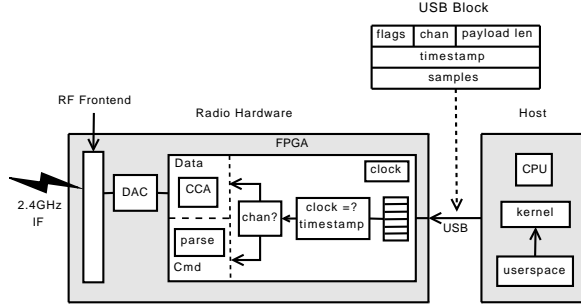 USB Block
flags chan payload len
timestamp
samples
RF Frontend
Radio Hardware
Host
FPGA
Data
clock
CPU
DAC
CCA
2.4GHz
IF
chan?
clock =?
timestamp
kernel
USB
parse
Cmd
userspace